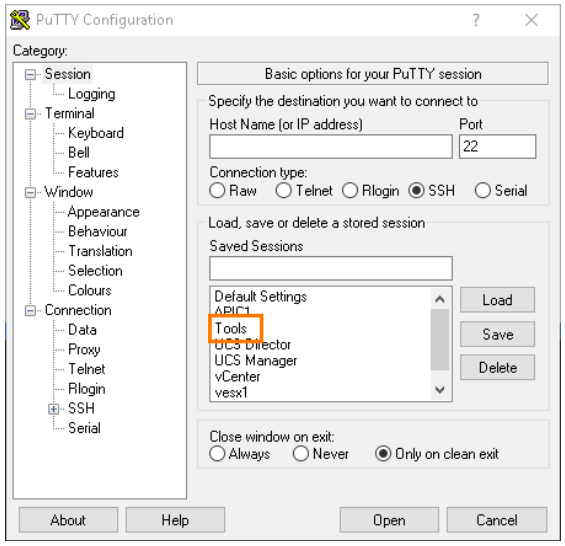 PuTTY Configuration
?
Category:
Session
Logging
Terminal
Keyboard
Bell
Features
Window
Appearance
Behaviour
Translation
Selection
Colours
Connection
Data
Proxy
Telnet
Rlogin
SSH
Serial
Basic options for your PuTTY session
Specify the destination you want to connect to
Host Name (or IP address) Port
22
Connection type:
Raw Telnet Rlogin SSH Serial
Load, save or delete a stored session
Saved Sessions
Default Settings
APIC1
Tools
UCS Director
UCS Manager
vCenter
vesx1
Load
Save
Delete
Close window on exit:
Always Never Only on clean exit
About Help Open Cancel